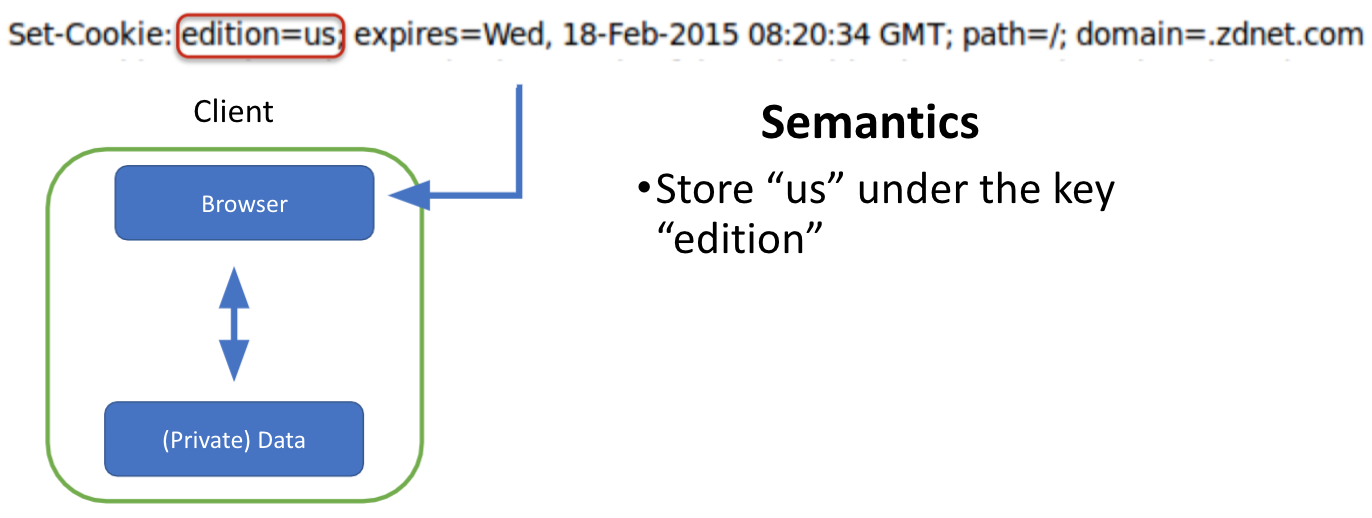 Set-Cookie: edition=us; expires=Wed, 18-Feb-2015 08:20:34 GMT; path=/; domain=.zdnet.com
Client
Semantics
Browser
•Store “us” under the key
“edition”
(Private) Data